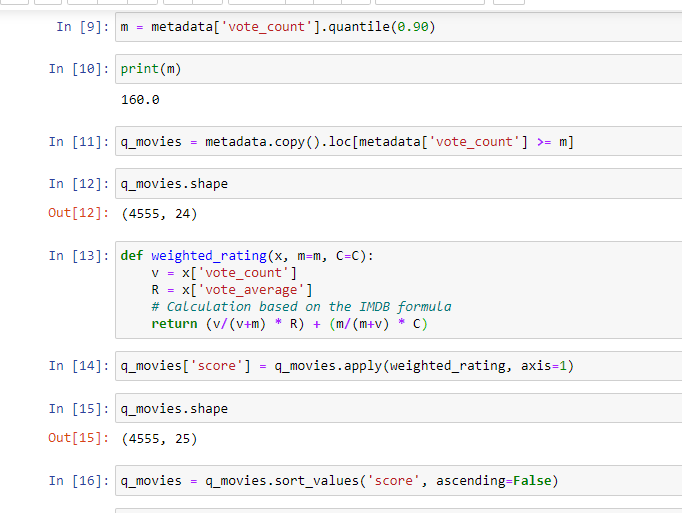 In [9]: m = metadata['vote_count'].quantile(0.90)
In [10]: print(m)
160.0
In [11]: q_movies = metadata.copy().loc[metadata['vote_count'] >= m]
In [12]: q_movies.shape
Out[12]: (4555, 24)
In [13]: def weighted_rating(x, m=m, C=C):
    v = x['vote_count']
    R = x['vote_average']
    # Calculation based on the IMDB formula
    return (v/(v+m) * R) + (m/(m+v) * C)
In [14]: q_movies['score'] = q_movies.apply(weighted_rating, axis=1)
In [15]: q_movies.shape
Out[15]: (4555, 25)
In [16]: q_movies = q_movies.sort_values('score', ascending=False)